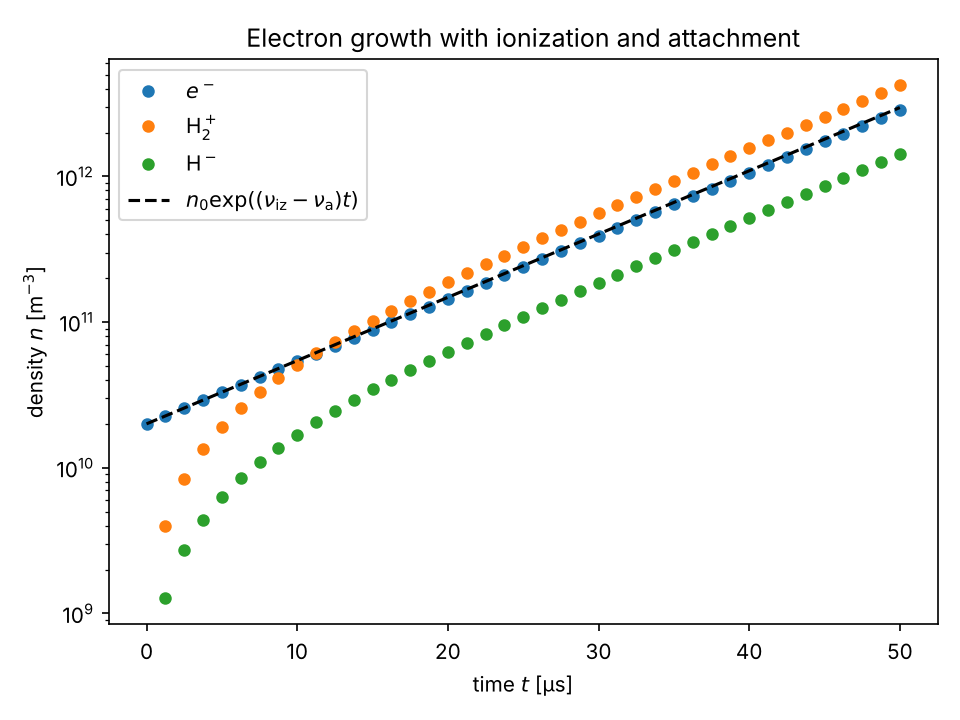 Electron growth with ionization and attachment
e⁻
H₂⁺
H⁻
n₀exp((ν_iz − ν_a)t)
10¹²
10¹¹
10¹⁰
10⁹
density n [m⁻³]
0 10 20 30 40 50
time t [μs]